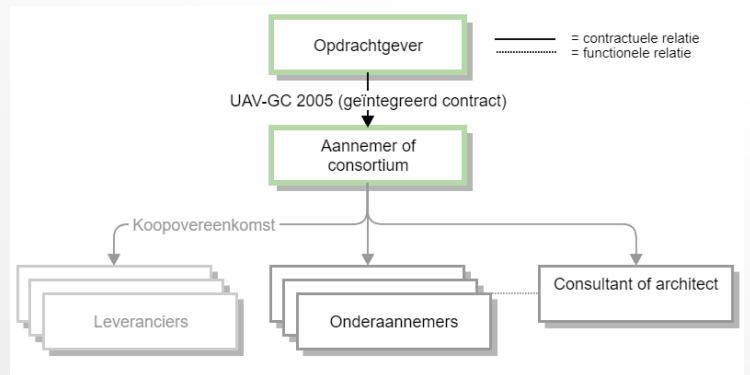 Opdrachtgever
= contractuele relatie
= functionele relatie
UAV-GC 2005 (geïntegreerd contract)
Aannemer of
consortium
Koopovereenkomst
Leveranciers
Onderaannemers
Consultant of architect